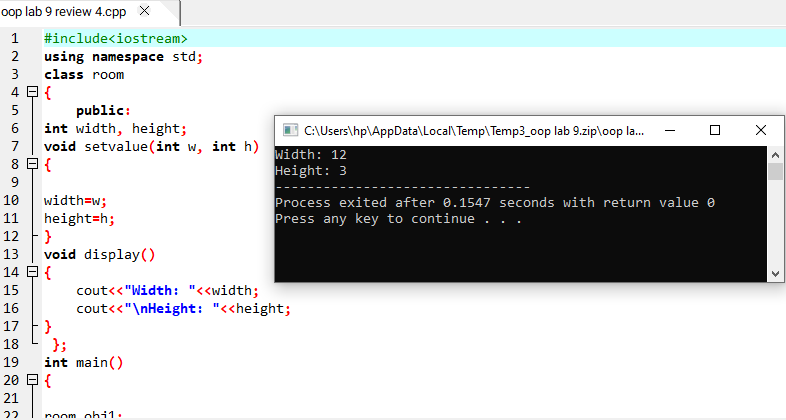 oop lab 9 review 4.cpp
1 #include<iostream>
2 using namespace std;
3 class room
4 {
5 public:
6 int width, height;
7 void setvalue(int w, int h)
8 {
9
10 width=w;
11 height=h;
12 }
13 void display()
14 {
15 cout<<"Width: "<<width;
16 cout<<"\nHeight: "<<height;
17 }
18 };
19 int main()
20 {
21
22 room obj1;
C:\Users\hp\AppData\Local\Temp\Temp3_oop lab 9.zip\oop la...
Width: 12
Height: 3
--------------------------------
Process exited after 0.1547 seconds with return value 0
Press any key to continue . . .